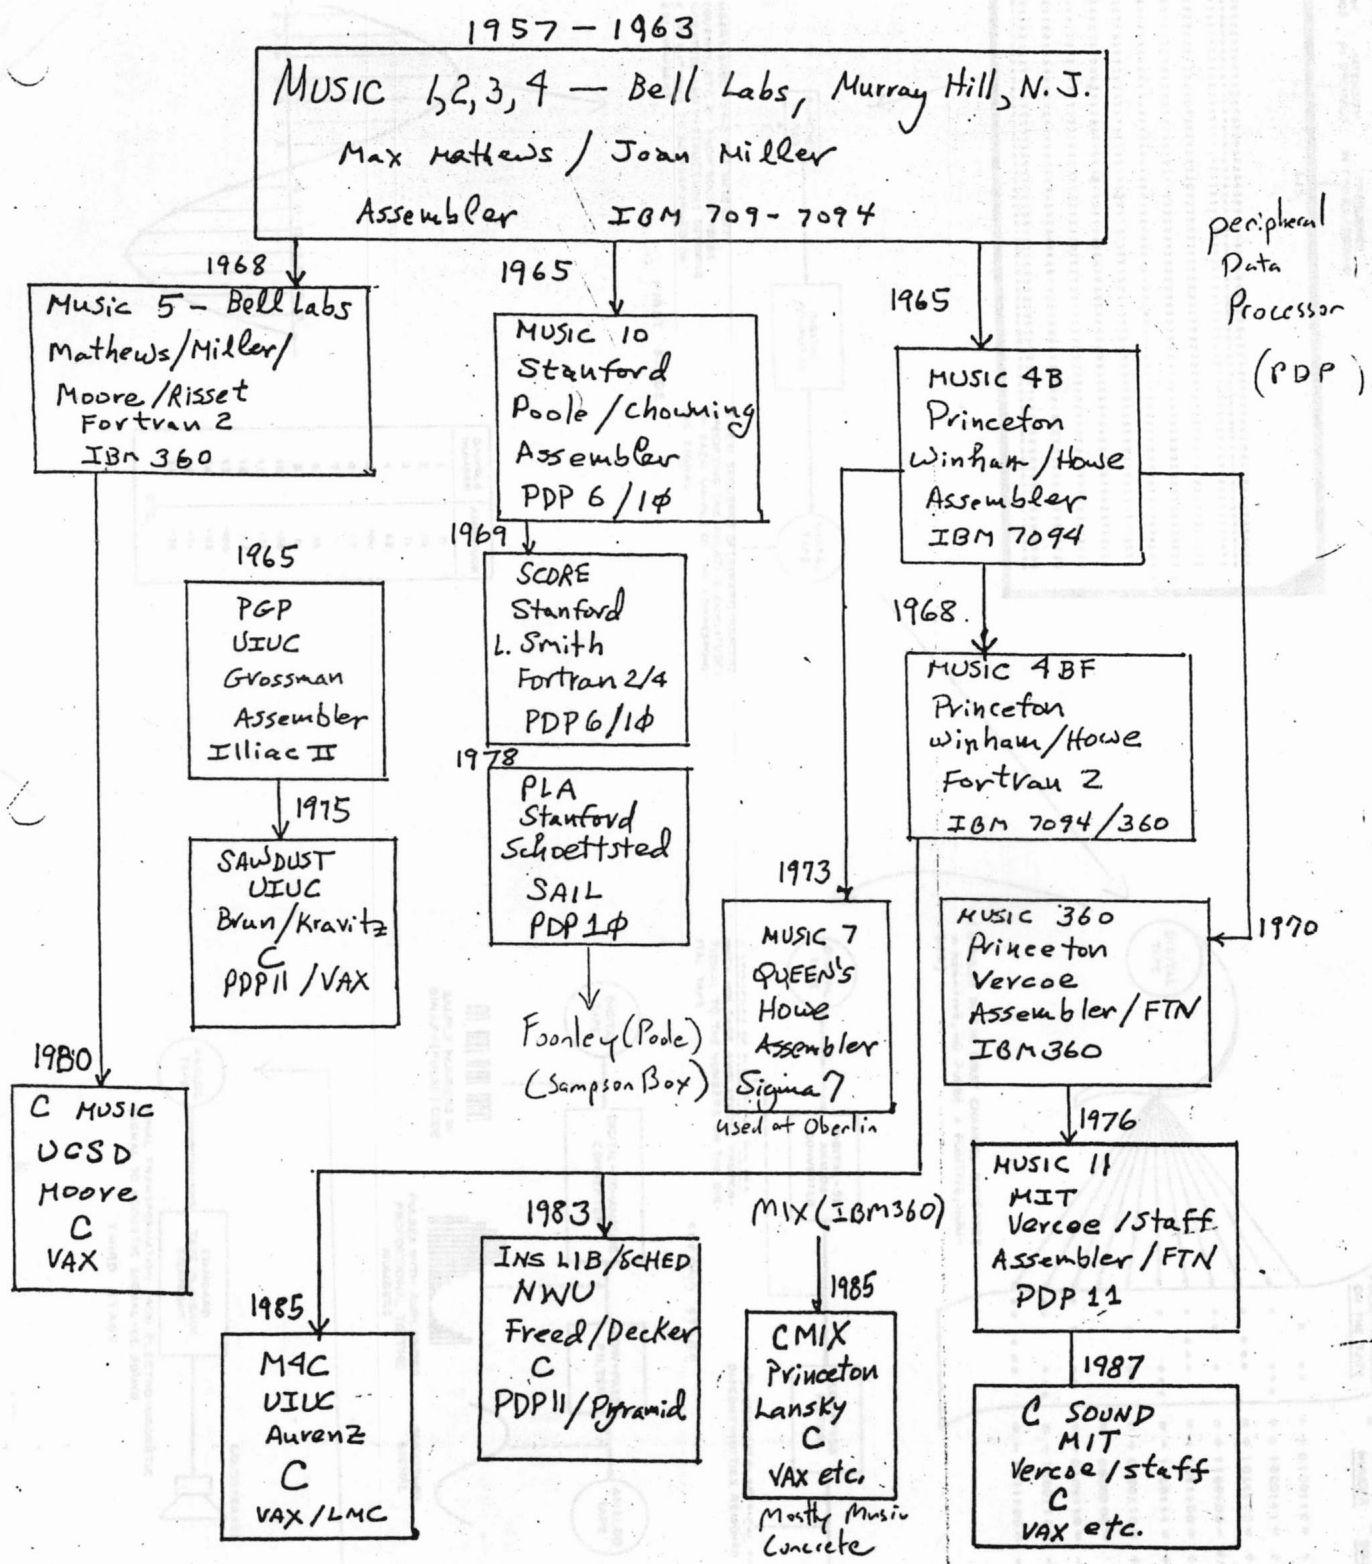 1957 - 1963
MUSIC 1,2,3,4 — Bell Labs, Murray Hill, N.J.
Max Mathews / Joan Miller
Assembler IBM 709-7094
peripheral
Data
Processor
(PDP)
1968
Music 5 - Bell Labs
Mathews/Miller/
Moore/Risset
Fortran 2
IBM 360
1965
MUSIC 10
Stanford
Poole/Chowning
Assembler
PDP 6/10
1965
MUSIC 4B
Princeton
Winham/Howe
Assembler
IBM 7094
1965
PGP
UIUC
Grossman
Assembler
Illiac II
1969
SCORE
Stanford
L. Smith
Fortran 2/4
PDP 6/10
1968
MUSIC 4BF
Princeton
Winham/Howe
Fortran 2
IBM 7094/360
1975
SAWDUST
UIUC
Brun/Kravitz
C
PDP11/VAX
1978
PLA
Stanford
Schoettsted
SAIL
PDP10
Foonley (Poole)
(Sampson Box)
1973
MUSIC 7
QUEEN'S
Howe
Assembler
Sigma 7
used at Oberlin
1970
MUSIC 360
Princeton
Vercoe
Assembler/FTN
IBM 360
1980
C MUSIC
UCSD
Moore
C
VAX
1976
MUSIC 11
MIT
Vercoe/Staff
Assembler/FTN
PDP 11
1985
M4C
UIUC
Aurenz
C
VAX/LMC
1983
INS LIB/SCHED
NWU
Freed/Decker
C
PDP11/Pyramid
MIX (IBM360)
1985
CMIX
Princeton
Lansky
C
VAX etc.
Mostly Music
Concrete
1987
C SOUND
MIT
Vercoe/staff
C
VAX etc.